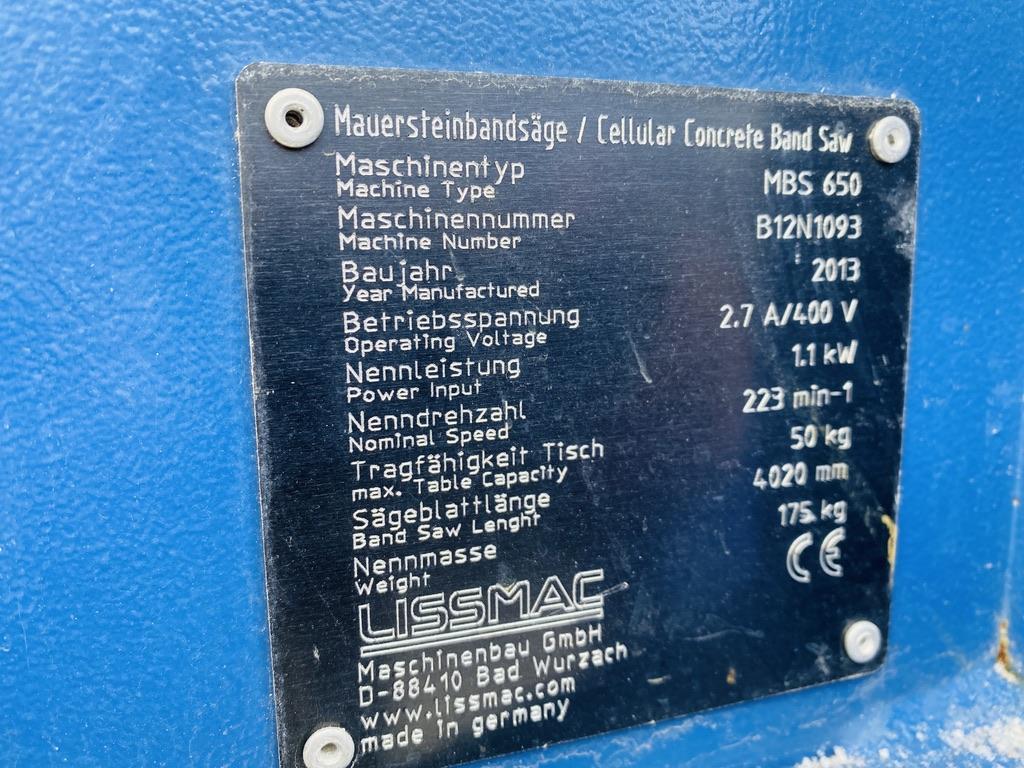 Mauersteinbandsäge / Cellular Concrete Band Saw
Maschinentyp
Machine Type
MBS 650
Maschinennummer
Machine Number
B12N1093
Baujahr
Year Manufactured
2013
Betriebsspannung
Operating Voltage
2.7 A/400 V
Nennleistung
Power Input
1.1 kW
Nenndrehzahl
Nominal Speed
223 min-1
Tragfähigkeit Tisch
max. Table Capacity
50 kg
Sägeblattlänge
Band Saw Lenght
4020 mm
Nennmasse
Weight
175 kg
CE
LISSMAC
Maschinenbau GmbH
D-88410 Bad Wurzach
www.lissmac.com
made in germany